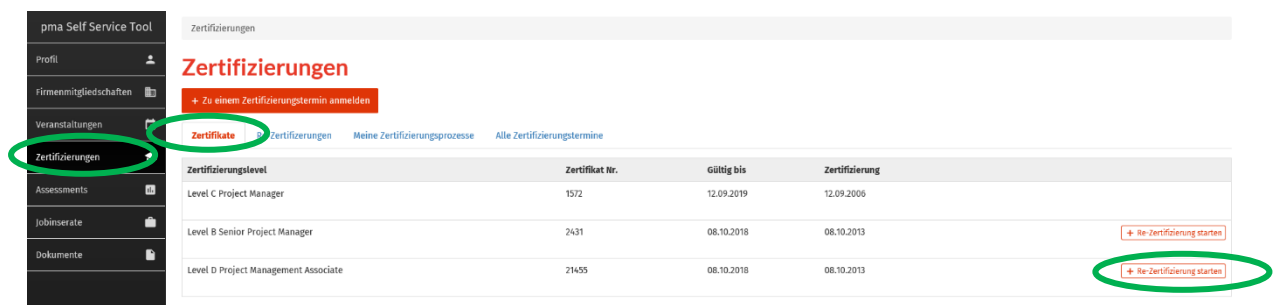 pma Self Service Tool
Profil
Firmenmitgliedschaften
Veranstaltungen
Zertifizierungen
Assessments
Jobinserate
Dokumente
Zertifizierungen
Zertifizierungen
+ Zu einem Zertifizierungstermin anmelden
Zertifikate Zertifizerungen Meine Zertifizierungsprozesse Alle Zertifizierungstermine
Zertifizierungslevel Zertifikat Nr. Gültig bis Zertifizierung
Level C Project Manager 1572 12.09.2019 12.09.2006
Level B Senior Project Manager 2431 08.10.2018 08.10.2013 + Re-Zertifizierung starten
Level D Project Management Associate 21455 08.10.2018 08.10.2013 + Re-Zertifizierung starten